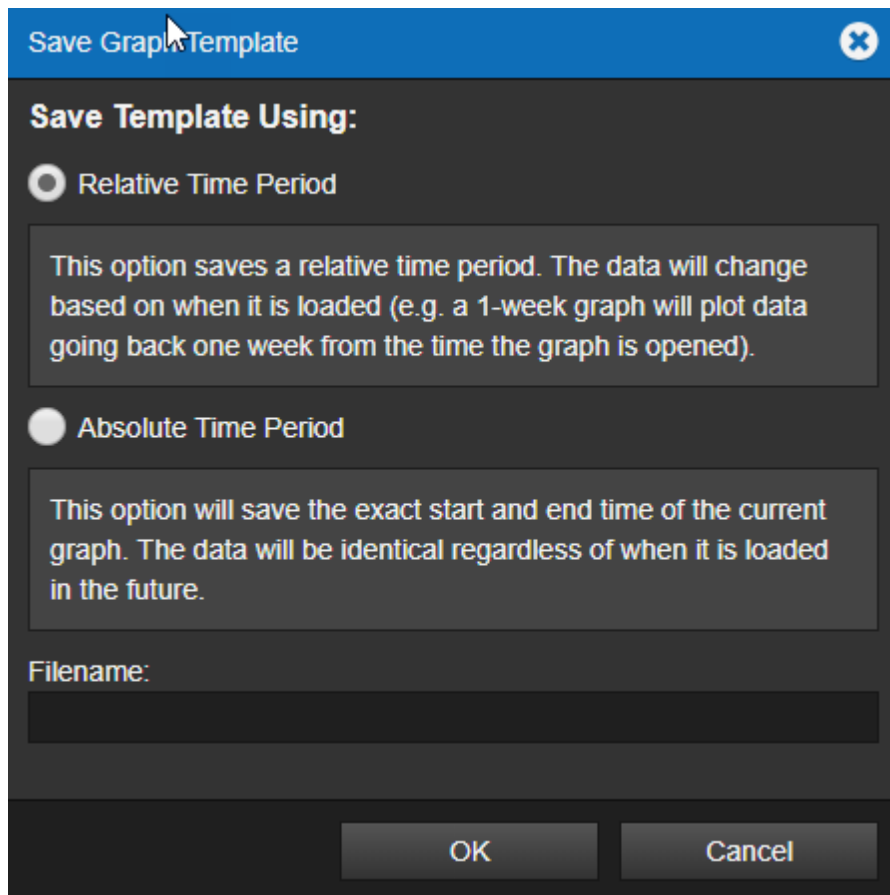 Save Graph Template
Save Template Using:
Relative Time Period
This option saves a relative time period. The data will change
based on when it is loaded (e.g. a 1-week graph will plot data
going back one week from the time the graph is opened).
Absolute Time Period
This option will save the exact start and end time of the current
graph. The data will be identical regardless of when it is loaded
in the future.
Filename:
OK
Cancel